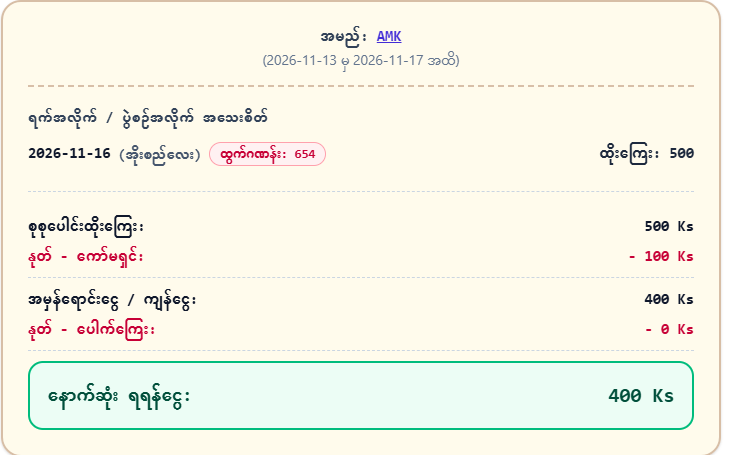 အမည်: AMK
(2026-11-13 မှ 2026-11-17 အထိ)
ရက်အလိုက် / ပွဲစဉ်အလိုက် အသေးစိတ်
2026-11-16 (အိုးစည်လေး) ထွက်ဂဏန်း: 654 ထိုးကြေး: 500
စုစုပေါင်းထိုးကြေး: 500 Ks
နုတ် - ကော်မရှင်: - 100 Ks
အမှန်ရောင်းငွေ / ကျန်ငွေ: 400 Ks
နုတ် - ပေါက်ကြေး: - 0 Ks
နောက်ဆုံး ရရန်ငွေ: 400 Ks